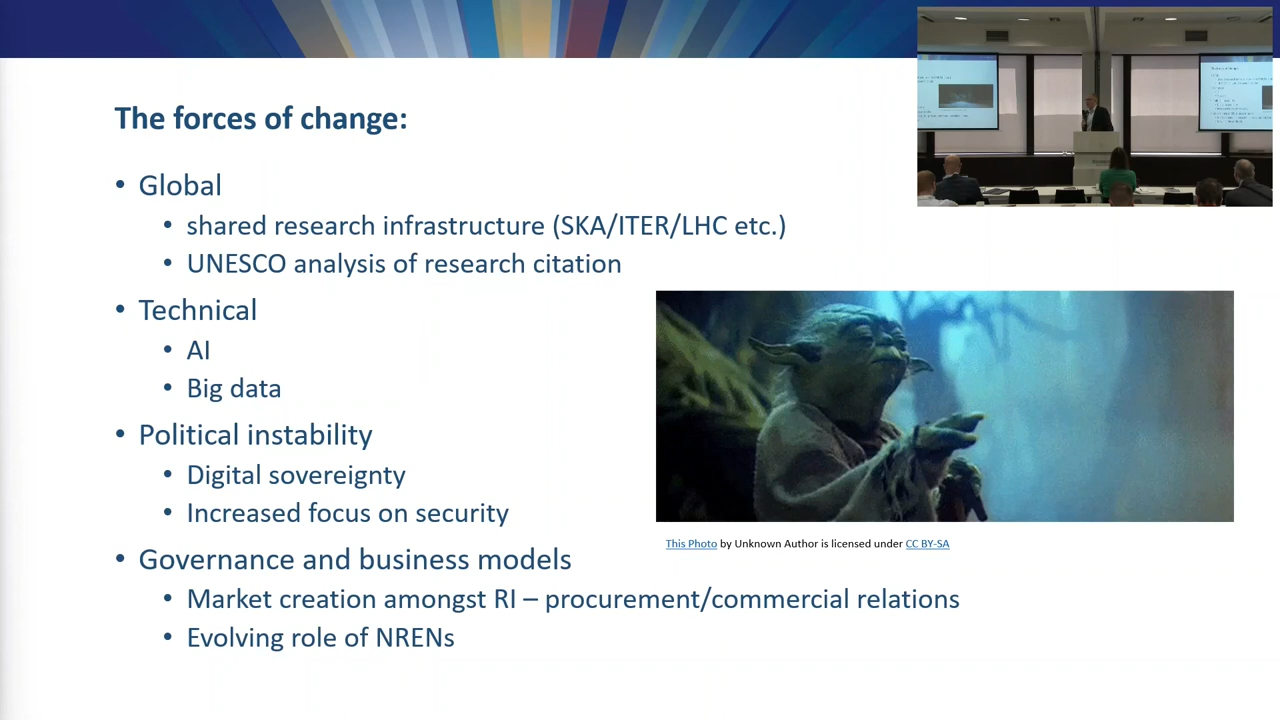 The forces of change:
• Global
• shared research infrastructure (SKA/ITER/LHC etc.)
• UNESCO analysis of research citation
• Technical
• AI
• Big data
• Political instability
• Digital sovereignty
• Increased focus on security
This Photo by Unknown Author is licensed under CC BY-SA
• Governance and business models
• Market creation amongst RI – procurement/commercial relations
• Evolving role of NRENs